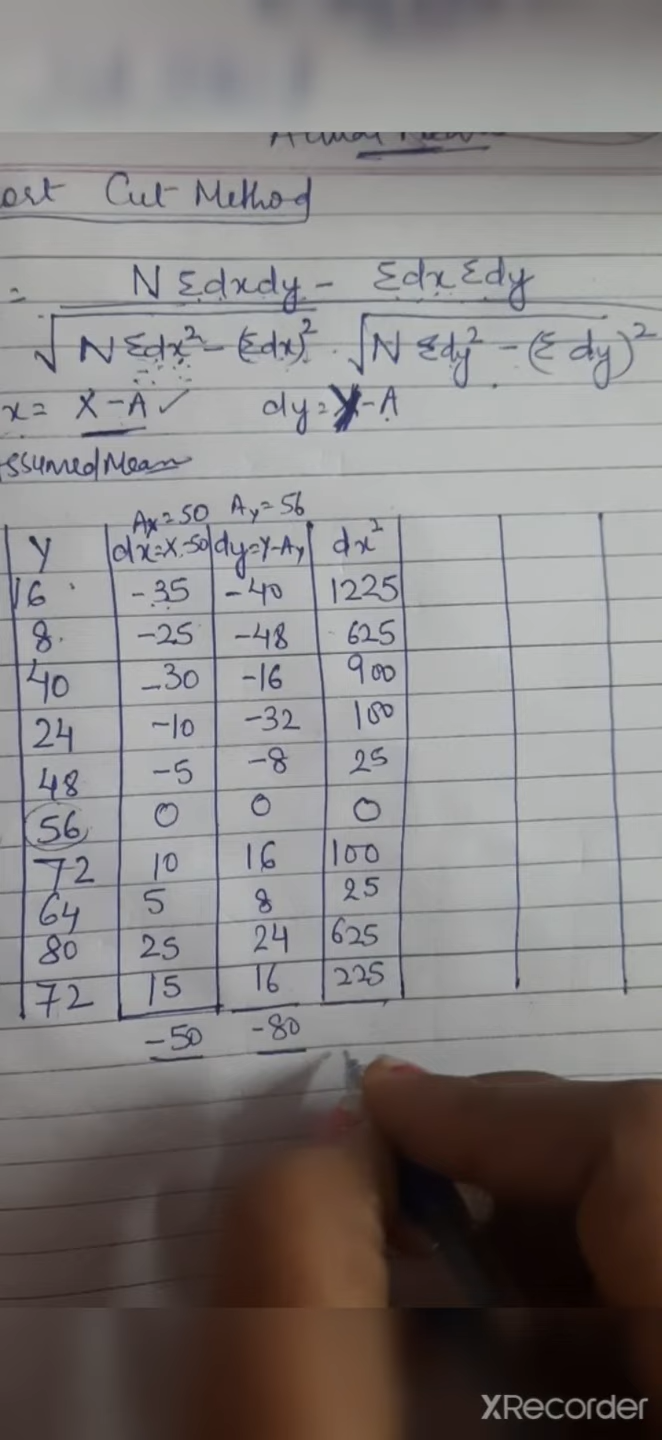 Cut Method
= N Σdxdy - Σdx Σdy
√N Σdx² - (Σdx)² · √N Σdy² - (Σdy)²
x = X - A ✓ dy = Y - A
Assumed Mean
Ax = 50 Ay = 56
Y dx = X-50 dy = Y-Ay dx²
16 -35 -40 1225
8 -25 -48 625
40 -30 -16 900
24 -10 -32 100
48 -5 -8 25
56 0 0 0
72 10 16 100
64 5 8 25
80 25 24 625
72 15 16 225
-50 -80
XRecorder